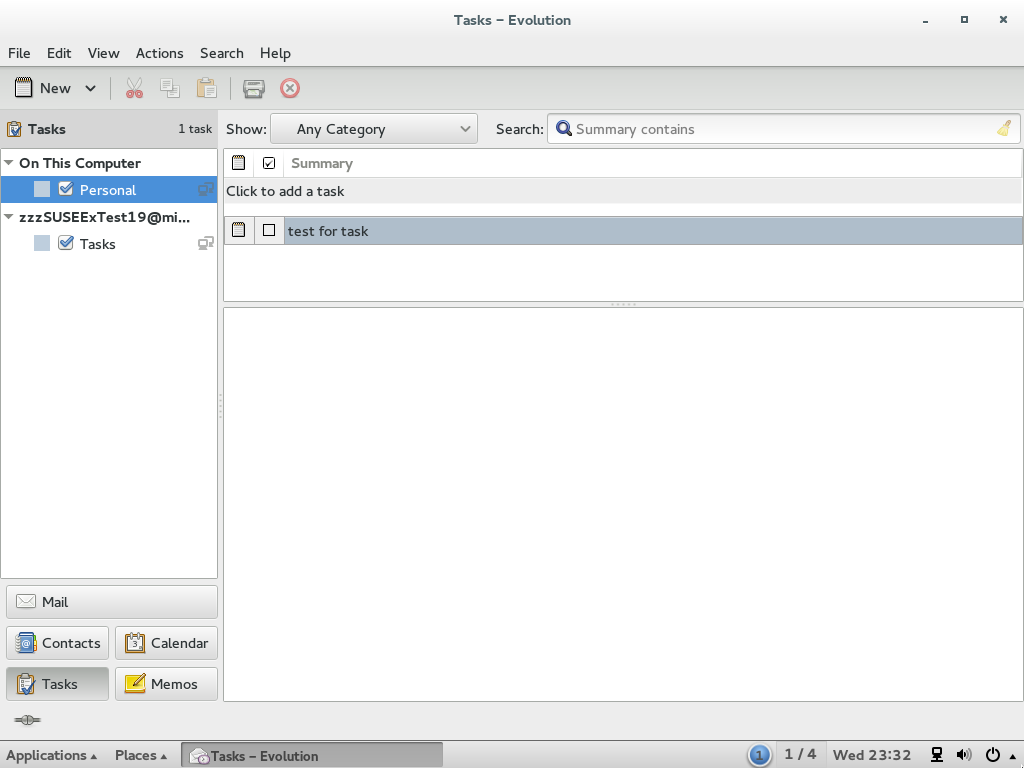 Tasks – Evolution
File Edit View Actions Search Help
New
Tasks 1 task Show: Any Category Search: Summary contains
On This Computer
Personal
zzzSUSEExTest19@mi...
Tasks
Summary
Click to add a task
test for task
Mail
Contacts Calendar
Tasks Memos
Applications Places Tasks – Evolution 1 1 / 4 Wed 23:32